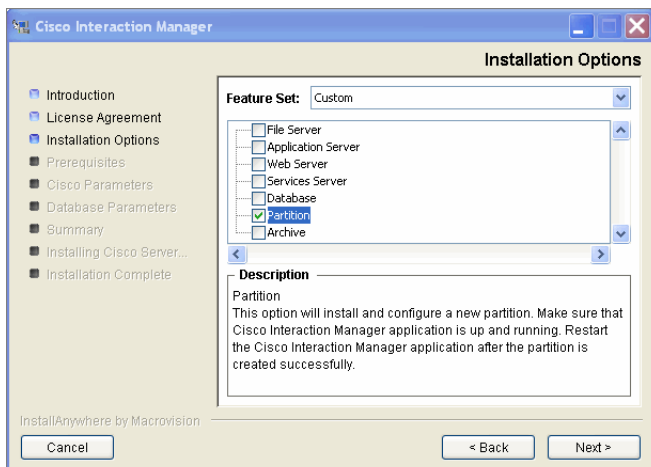 Cisco Interaction Manager
Installation Options
Introduction
License Agreement
Installation Options
Prerequisites
Cisco Parameters
Database Parameters
Summary
Installing Cisco Server...
Installation Complete
Feature Set: Custom
File Server
Application Server
Web Server
Services Server
Database
Partition
Archive
Description
Partition
This option will install and configure a new partition. Make sure that
Cisco Interaction Manager application is up and running. Restart
the Cisco Interaction Manager application after the partition is
created successfully.
InstallAnywhere by Macrovision
Cancel
< Back
Next >